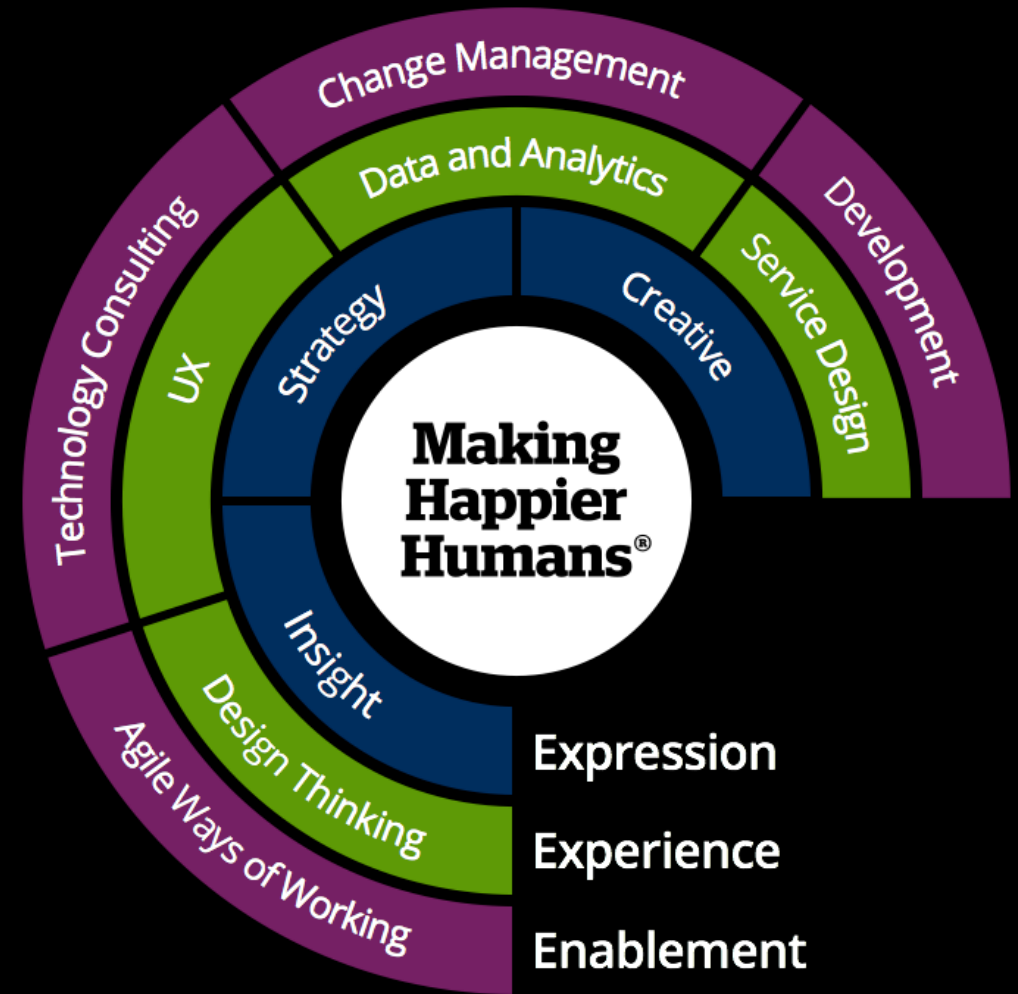 Change Management
Technology Consulting
Development
Agile Ways of Working
Data and Analytics
UX
Service Design
Design Thinking
Strategy
Creative
Insight
Making
Happier
Humans®
Expression
Experience
Enablement